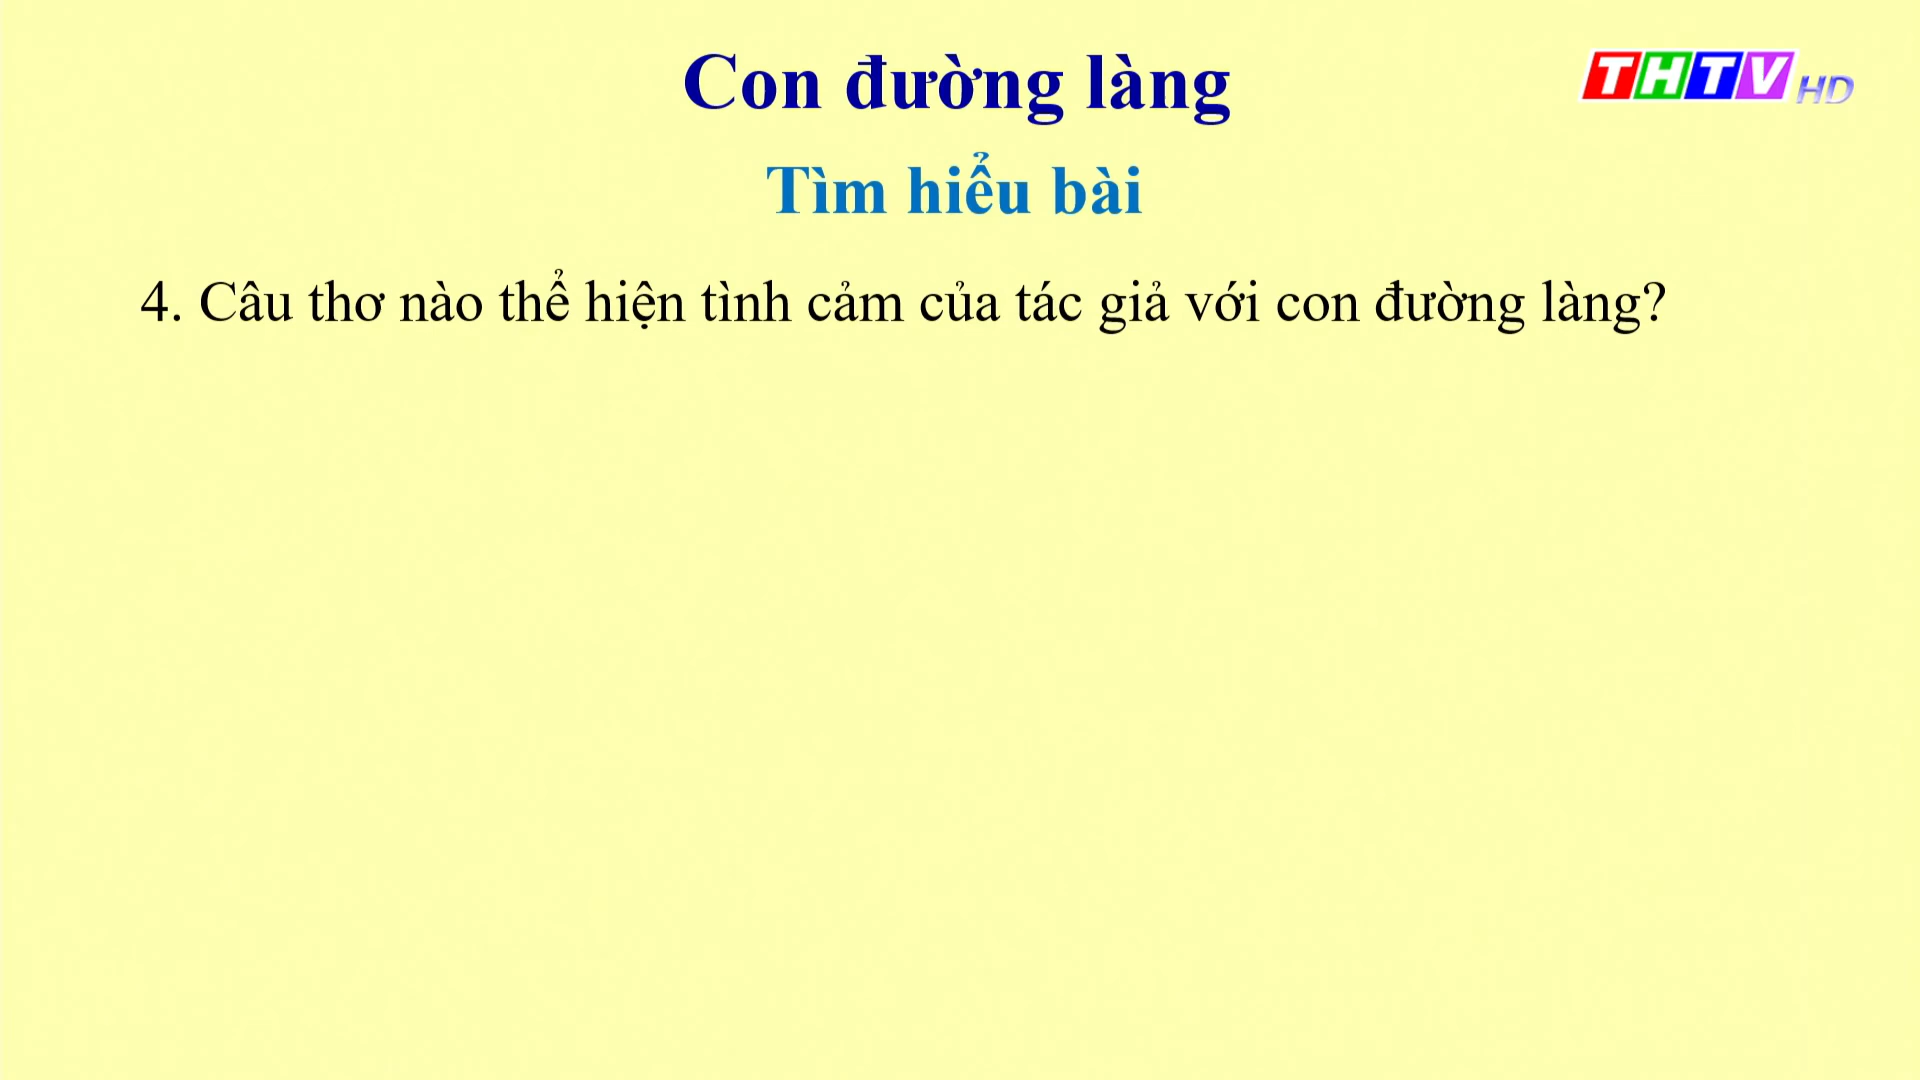 Con đường làng
THTV HD
Tìm hiểu bài
4. Câu thơ nào thể hiện tình cảm của tác giả với con đường làng?